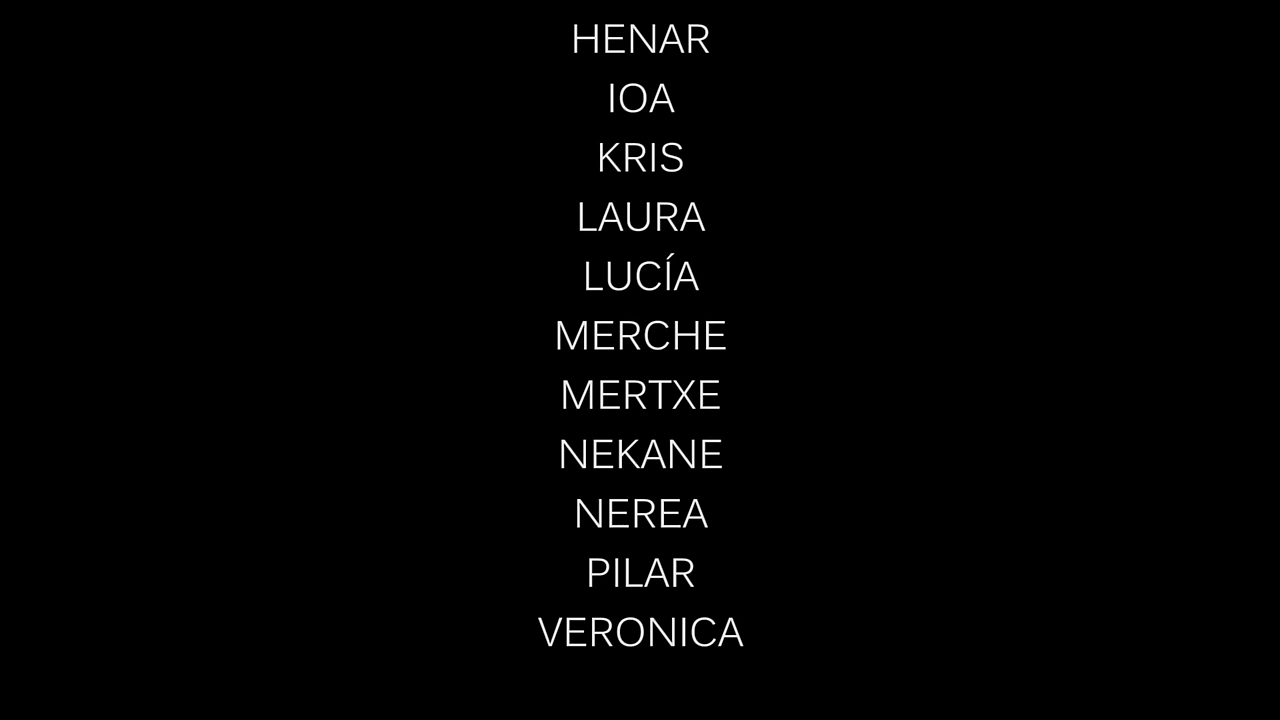 HENAR
IOA
KRIS
LAURA
LUCÍA
MERCHE
MERTXE
NEKANE
NEREA
PILAR
VERONICA